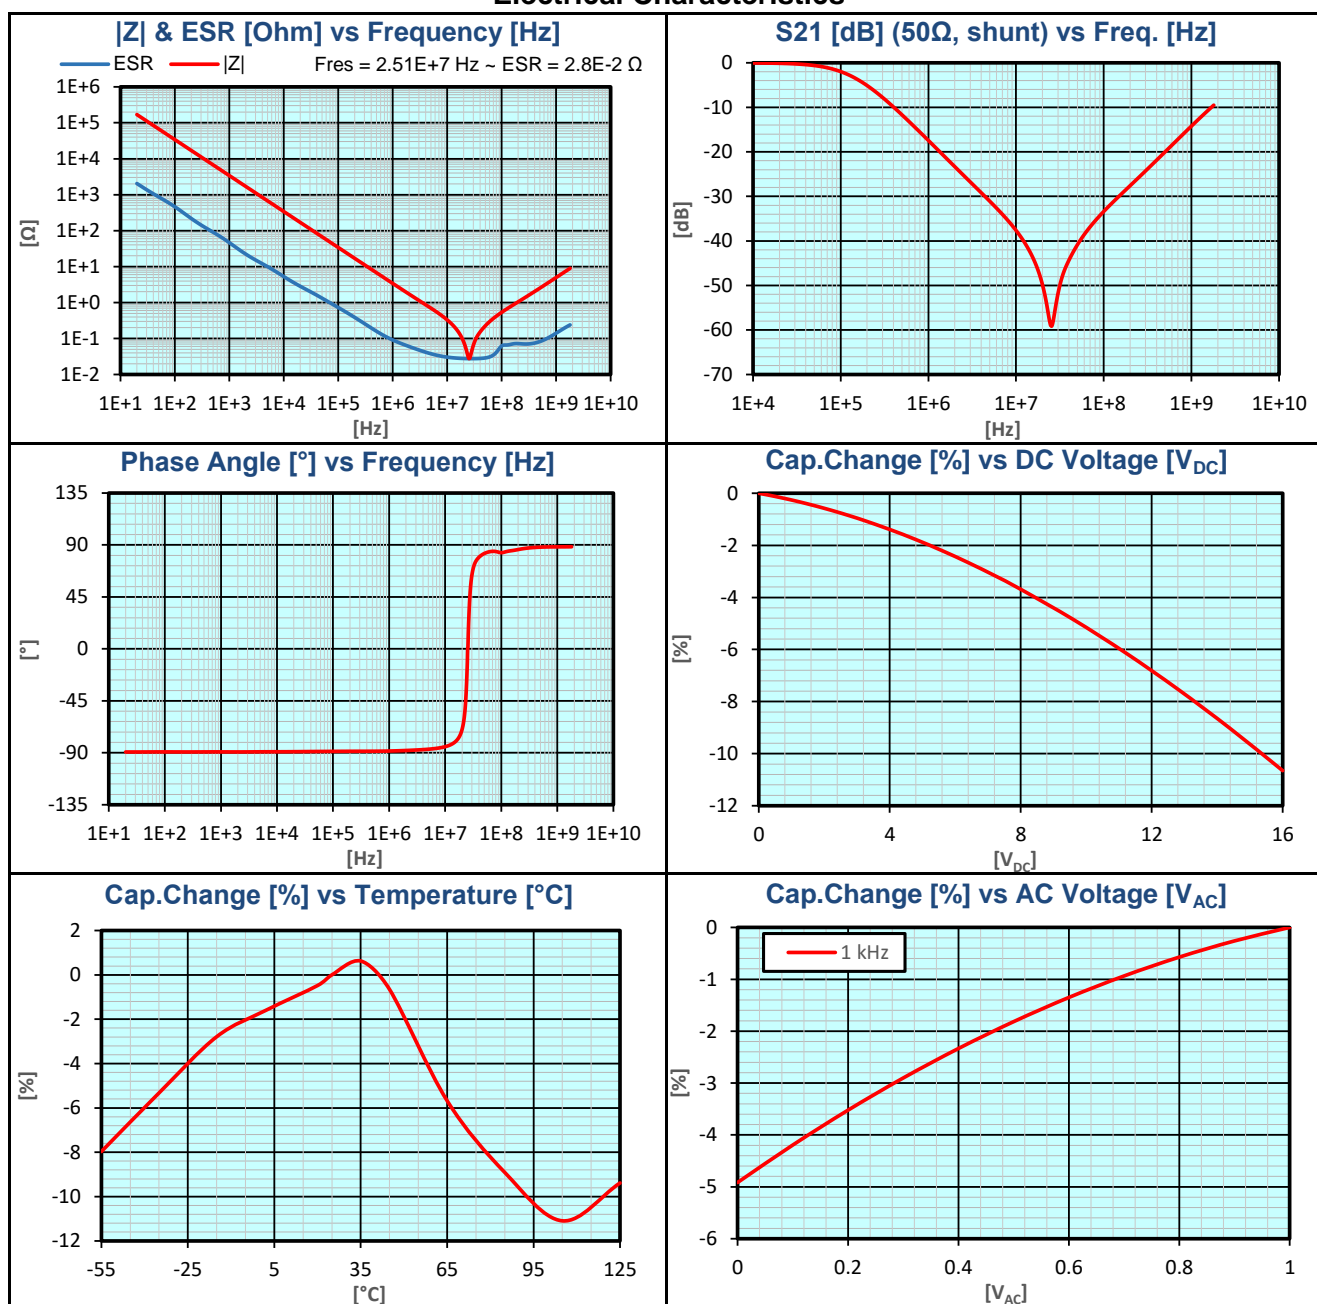 Electrical Characteristics
|Z| & ESR [Ohm] vs Frequency [Hz]
ESR |Z| Fres = 2.51E+7 Hz ~ ESR = 2.8E-2 Ω
1E+6
1E+5
1E+4
1E+3
1E+2
1E+1
1E+0
1E-1
1E-2
[Ω]
1E+1 1E+2 1E+3 1E+4 1E+5 1E+6 1E+7 1E+8 1E+9 1E+10
[Hz]
S21 [dB] (50Ω, shunt) vs Freq. [Hz]
0
-10
-20
-30
-40
-50
-60
-70
[dB]
1E+4 1E+5 1E+6 1E+7 1E+8 1E+9 1E+10
[Hz]
Phase Angle [°] vs Frequency [Hz]
135
90
45
0
-45
-90
-135
[°]
1E+1 1E+2 1E+3 1E+4 1E+5 1E+6 1E+7 1E+8 1E+9 1E+10
[Hz]
Cap.Change [%] vs DC Voltage [VDC]
0
-2
-4
-6
-8
-10
-12
[%]
0 4 8 12 16
[VDC]
Cap.Change [%] vs Temperature [°C]
2
0
-2
-4
-6
-8
-10
-12
[%]
-55 -25 5 35 65 95 125
[°C]
Cap.Change [%] vs AC Voltage [VAC]
1 kHz
0
-1
-2
-3
-4
-5
-6
[%]
0 0.2 0.4 0.6 0.8 1
[VAC]